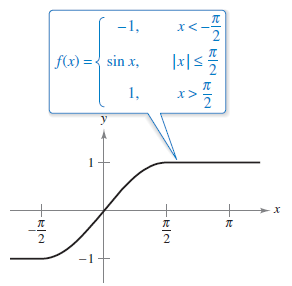 f(x) = { −1, x < −π/2
sin x, |x| ≤ π/2
1, x > π/2
y
1
x
−π/2 π/2 π
−1